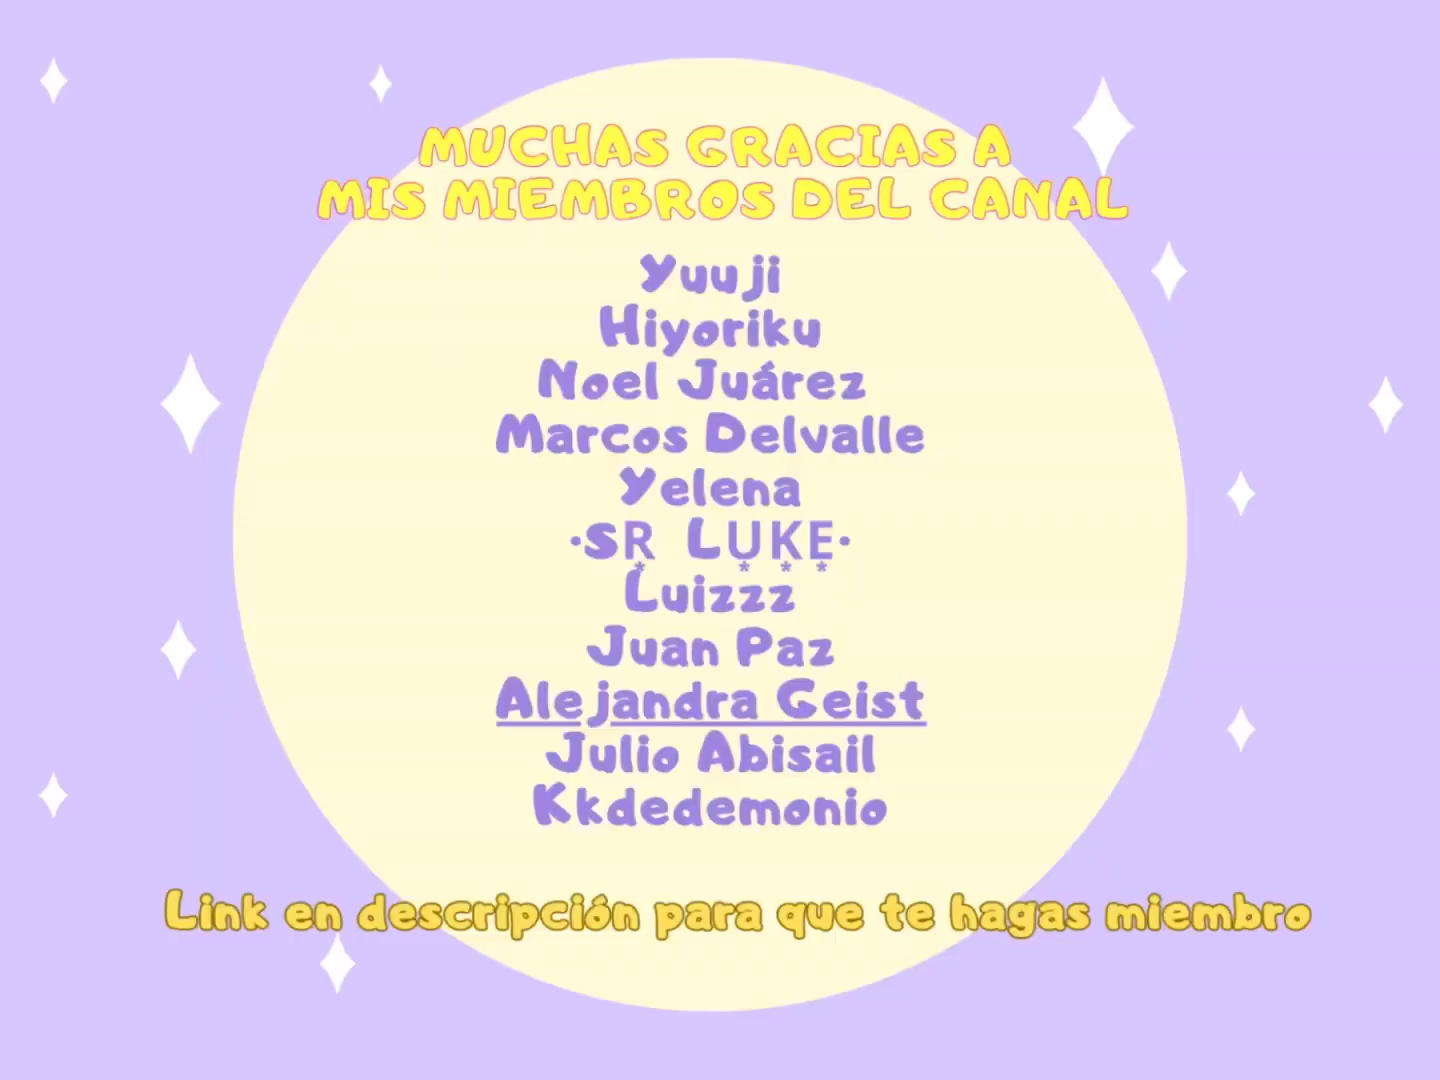 MUCHAS GRACIAS A
MIS MIEMBROS DEL CANAL
Yuuji
Hiyoriku
Noel Juárez
Marcos Delvalle
Yelena
·SR͙ LU͙K͙E͙·
Luizzz
Juan Paz
Alejandra Geist
Julio Abisail
Kkdedemonio
Link en descripción para que te hagas miembro